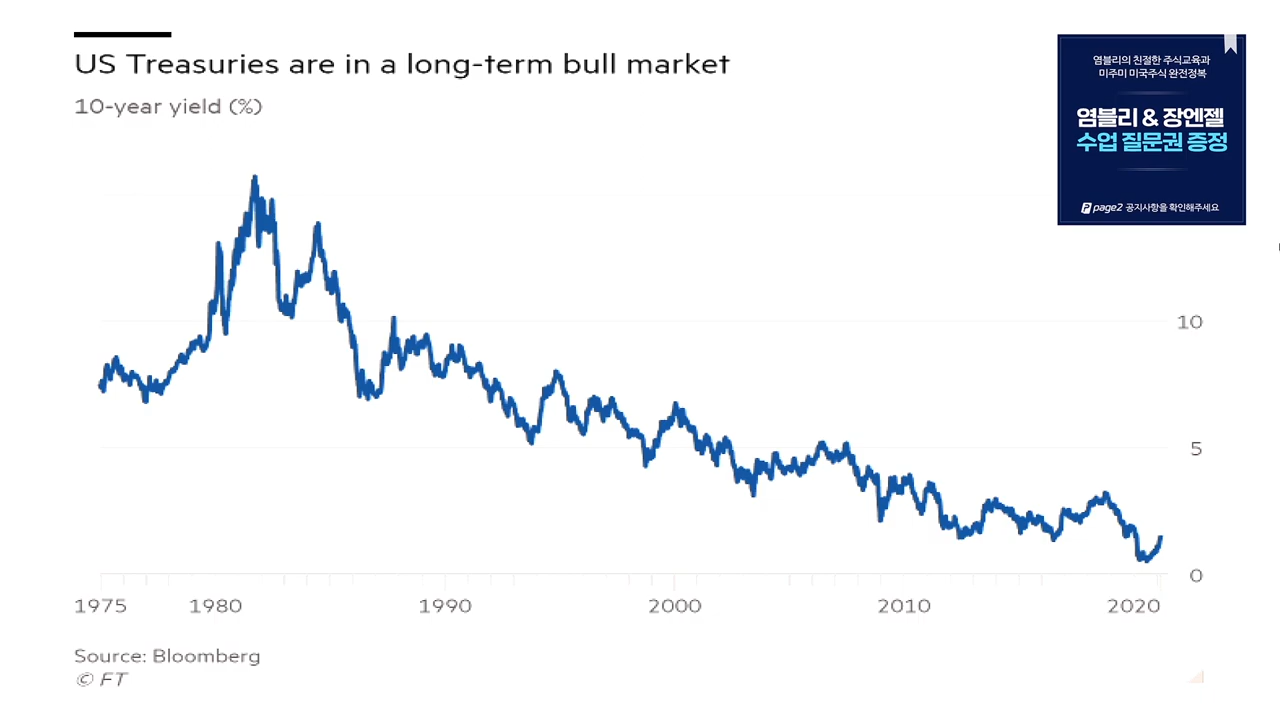 US Treasuries are in a long-term bull market
10-year yield (%)
염블리의 친절한 주식교육과
미주미 미국주식 완전정복
염블리 & 장엔젤
수업 질문권 증정
page2 공지사항을 확인해주세요
10
5
0
1975 1980 1990 2000 2010 2020
Source: Bloomberg
© FT